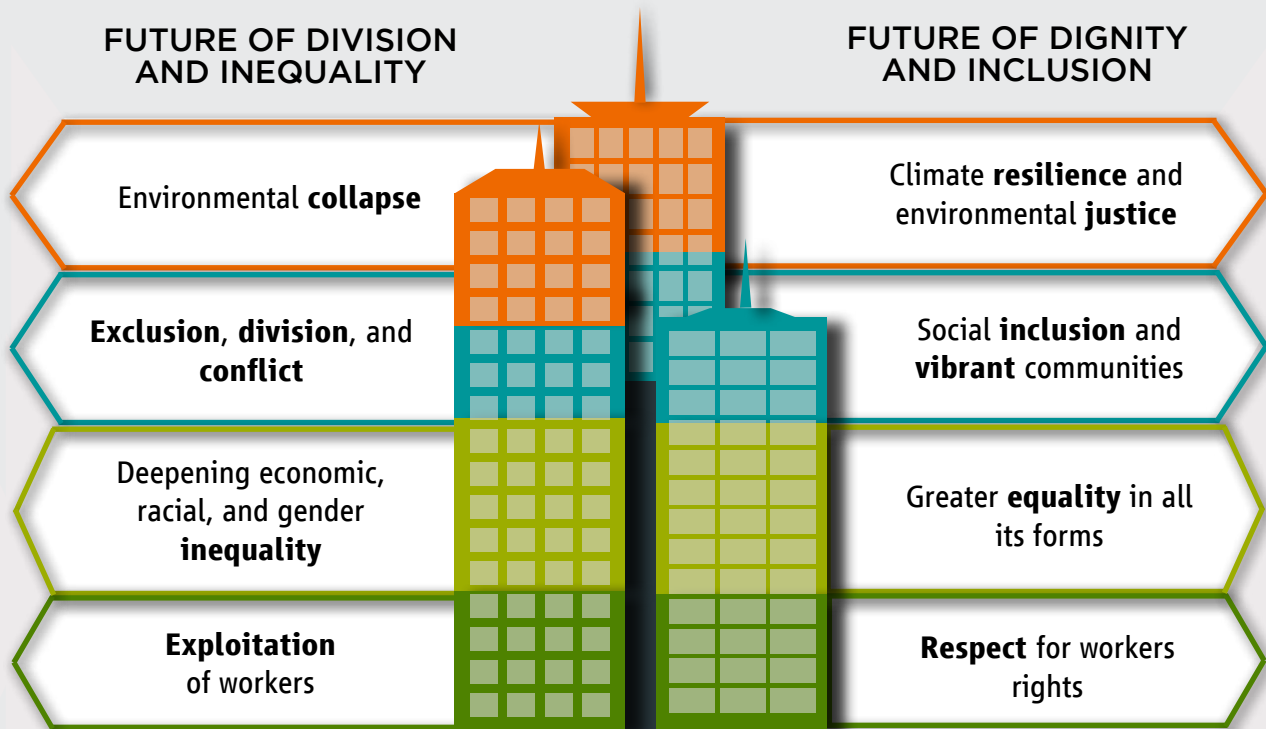 FUTURE OF DIVISION
AND INEQUALITY
Environmental collapse
Exclusion, division, and
conflict
Deepening economic,
racial, and gender
inequality
Exploitation
of workers
FUTURE OF DIGNITY
AND INCLUSION
Climate resilience and
environmental justice
Social inclusion and
vibrant communities
Greater equality in all
its forms
Respect for workers
rights